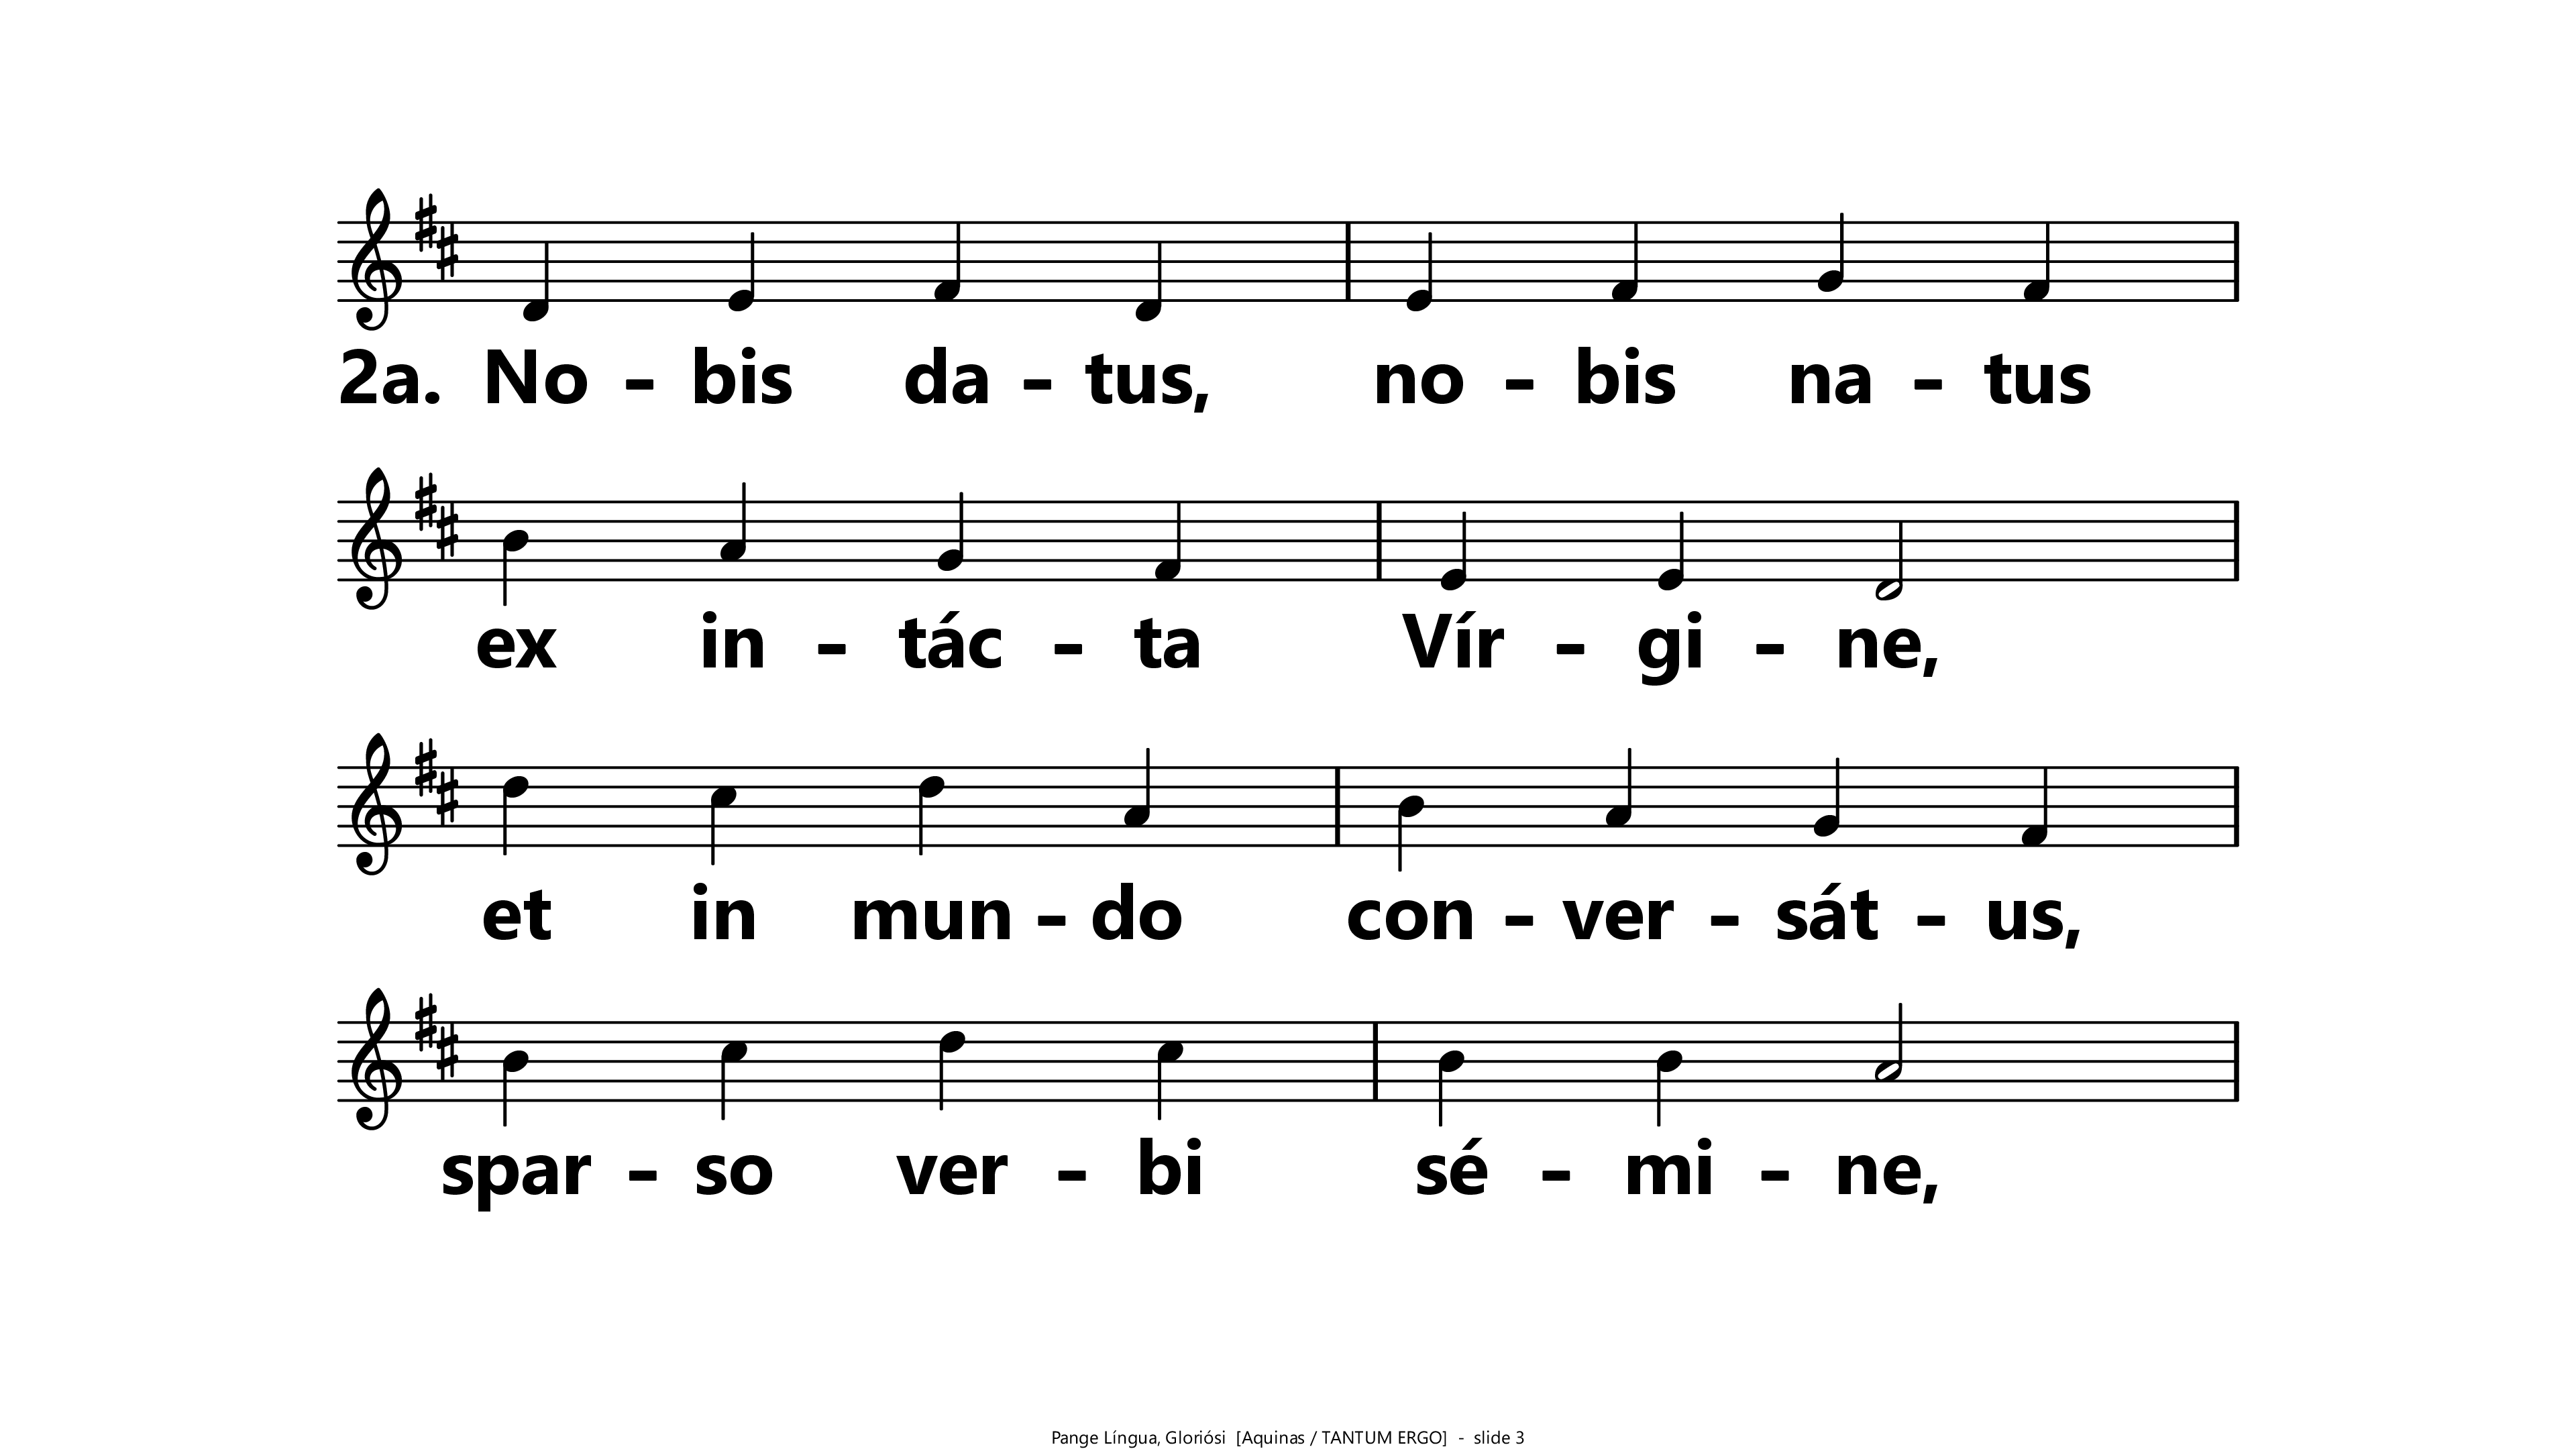 2a. No - bis da - tus, no - bis na - tus
ex in - tác - ta Vír - gi - ne,
et in mun - do con - ver - sát - us,
spar - so ver - bi sé - mi - ne,
Pange Língua, Gloriósi [Aquinas / TANTUM ERGO] - slide 3